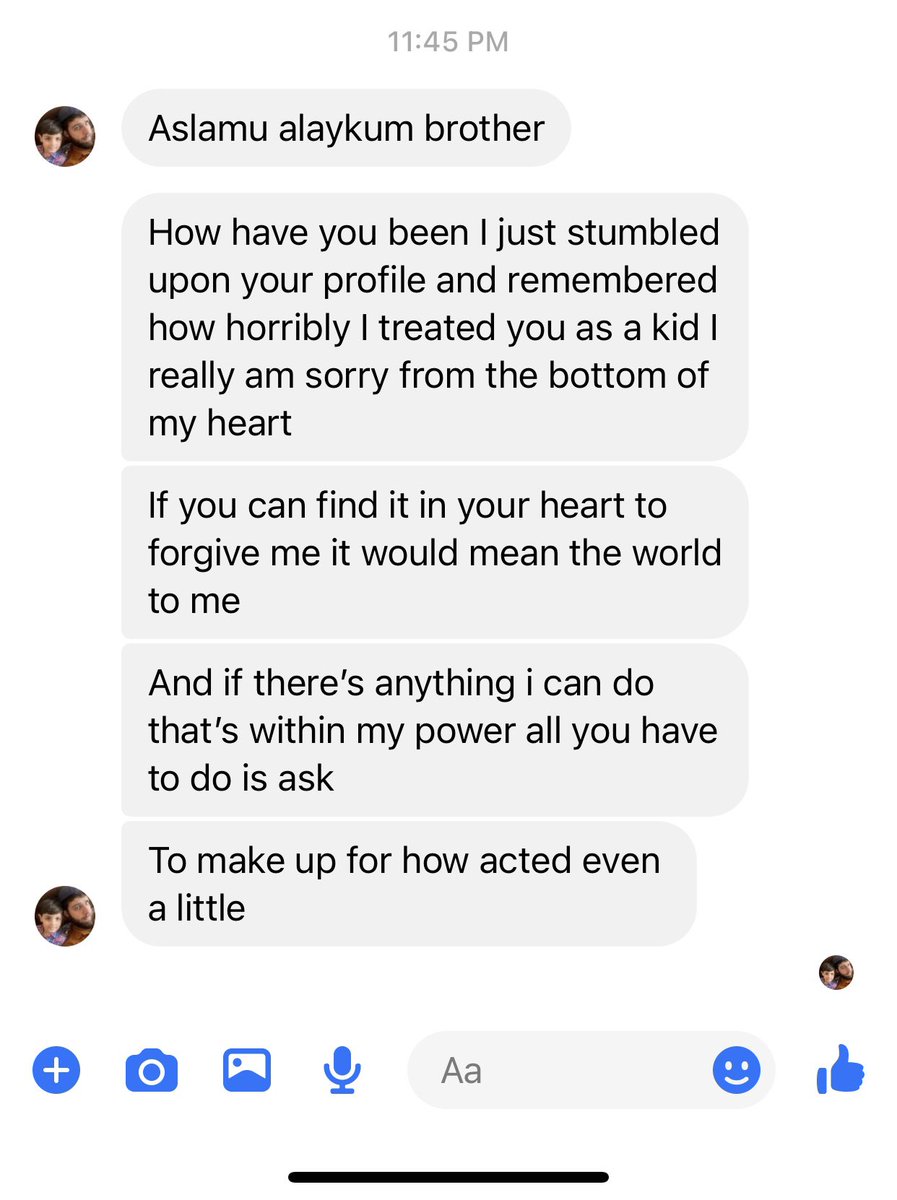 11:45 PM
Aslamu alaykum brother
How have you been I just stumbled
upon your profile and remembered
how horribly I treated you as a kid I
really am sorry from the bottom of
my heart
If you can find it in your heart to
forgive me it would mean the world
to me
And if there's anything i can do
that's within my power all you have
to do is ask
To make up for how acted even
a little
Aa